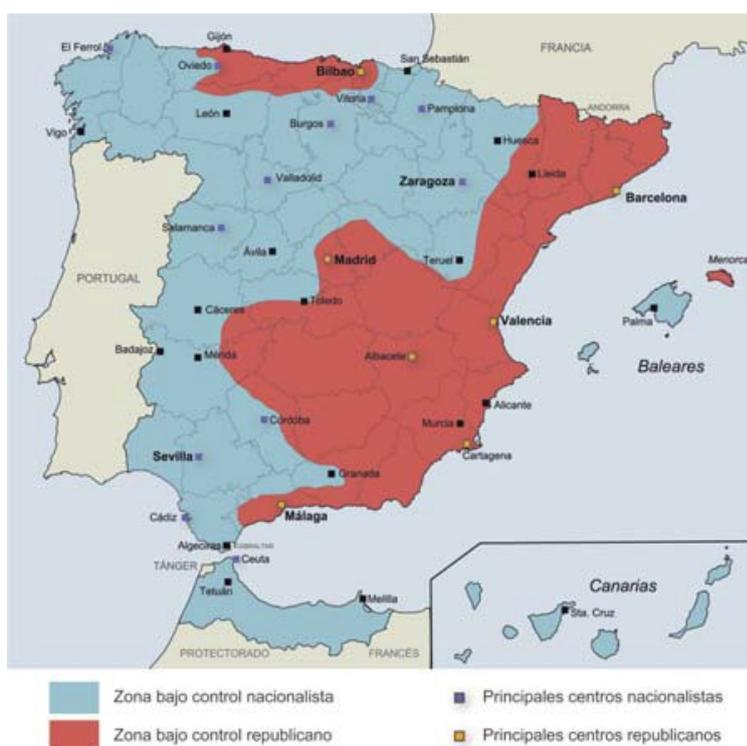 Gijón
El Ferrol
Oviedo
Bilbao
San Sebastián
FRANCIA
Vitoria
Pamplona
ANDORRA
León
Burgos
Vigo
Huesca
Lleida
Valladolid
Zaragoza
Barcelona
Salamanca
Ávila
Madrid
Teruel
Menorca
PORTUGAL
Toledo
Cáceres
Valencia
Palma
Badajoz
Mérida
Albacete
Baleares
Alicante
Córdoba
Murcia
Sevilla
Cartagena
Granada
Cádiz
Málaga
Algeciras
GIBRALTAR
Ceuta
TÁNGER
Tetuán
Melilla
Canarias
Sta. Cruz
PROTECTORADO FRANCÉS
Zona bajo control nacionalista
Principales centros nacionalistas
Zona bajo control republicano
Principales centros republicanos